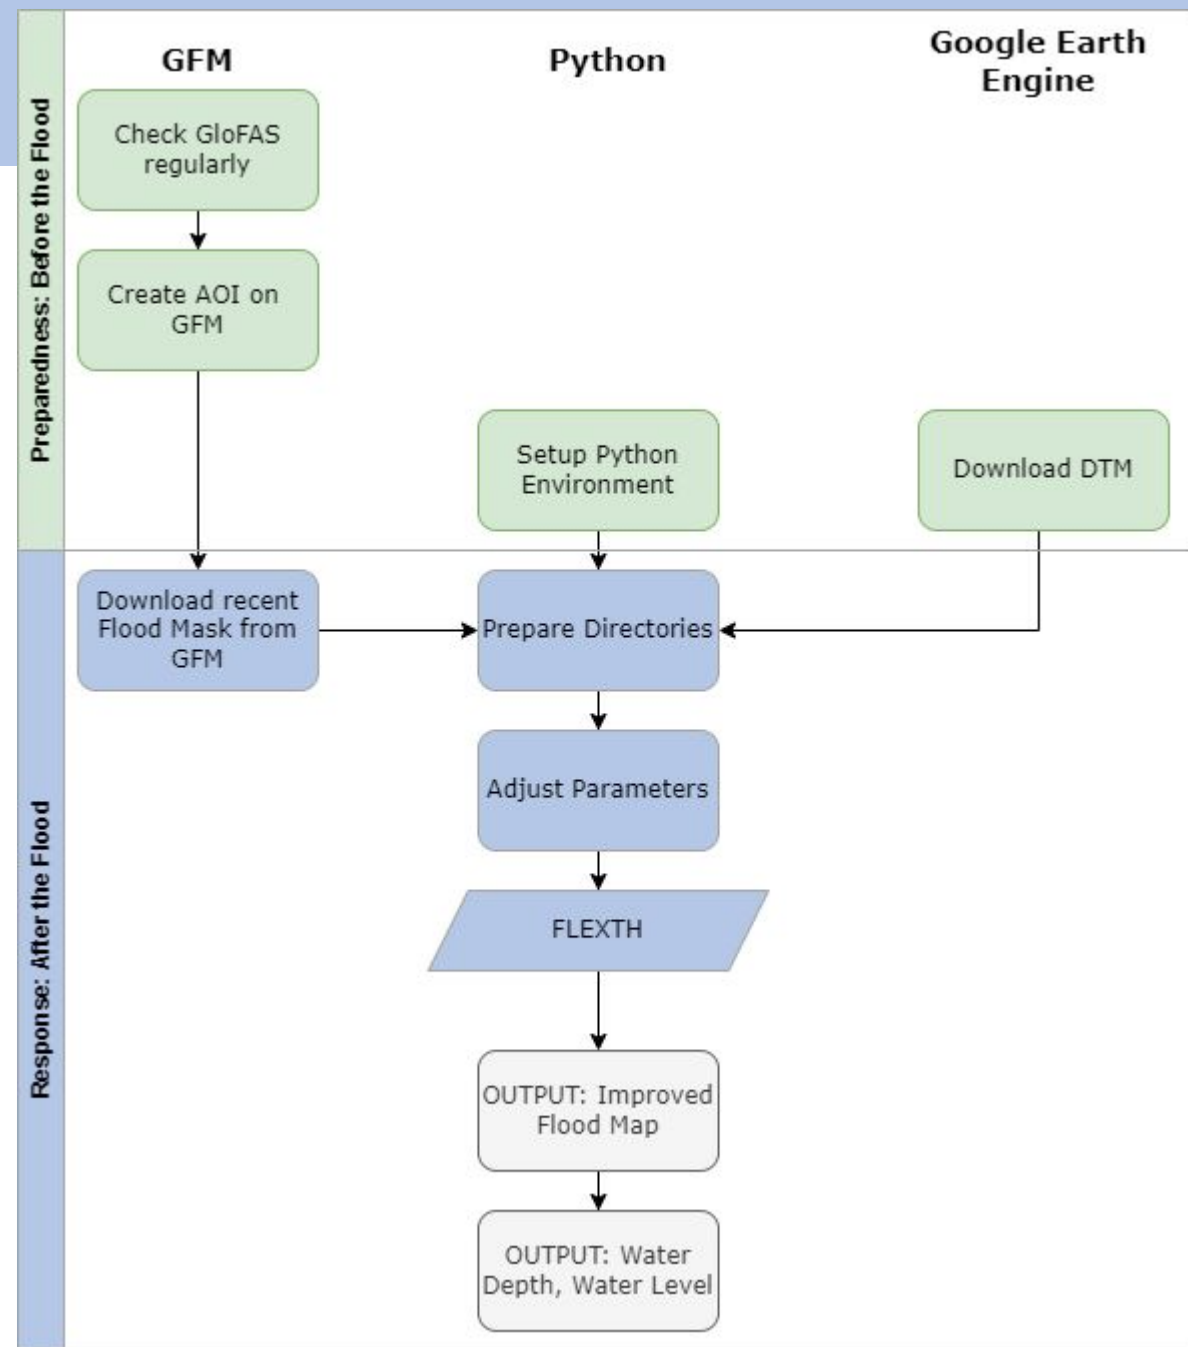 GFM
Python
Google Earth
Engine
Preparedness: Before the Flood
Check GloFAS
regularly
Create AOI on
GFM
Setup Python
Environment
Download DTM
Response: After the Flood
Download recent
Flood Mask from
GFM
Prepare Directories
Adjust Parameters
FLEXTH
OUTPUT: Improved
Flood Map
OUTPUT: Water
Depth, Water Level